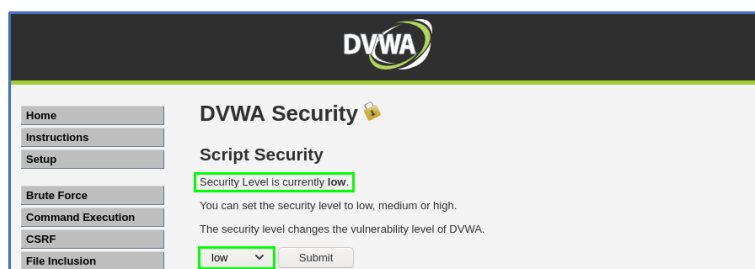 DVWA
Home
Instructions
Setup
Brute Force
Command Execution
CSRF
File Inclusion
DVWA Security
Script Security
Security Level is currently low.
You can set the security level to low, medium or high.
The security level changes the vulnerability level of DVWA.
low Submit